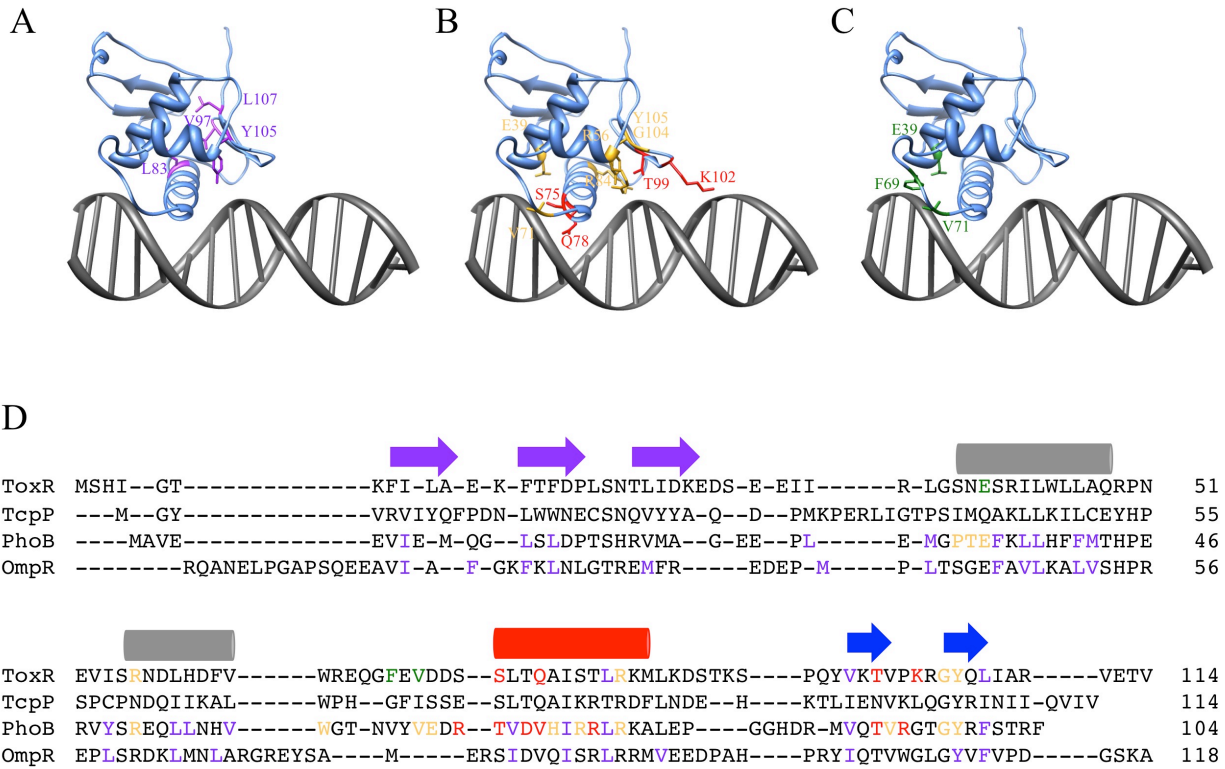 A
B
C
L107
V97
Y105
L83
E39
R56
Y105
G104
S75
T99
K102
V71
Q78
E39
F69
V71
D
ToxR MSHI--GT--------------KFI-LA-E-K-FTFDPLSNTLIDKEDS-E-EII------R-LGSNESRILWLLAQRPN 51
TcpP ---M--GY--------------VRVIYQFPDN-LWWNECSNQVYYA-Q--D--PMKPERLIGTPSIMQAKLLKILCEYHP 55
PhoB ----MAVE--------------EVIE-M-QG--LSLDPTSHRVMA--G-EE--PL------E-MGPTEFKLLHFFMTHPE 46
OmpR --------RQANELPGAPSQEEAVI-A--F-GKFKLNLGTREMFR-----EDEP-M-----P-LTSGEFAVLKALVSHPR 56
ToxR EVISRNDLHDFV------WREQGFEVDDS--SLTQAISTLRKMLKDSTKS----PQYVKTVPKRGYQLIAR-----VETV 114
TcpP SPCPNDQIIKAL------WPH--GFISSE--SLTQAIKRTRDFLNDE-H-----KTLIENVKLQGYRINII-QVIV 114
PhoB RVYSREQLLNHV------WGT-NVYVEDR--TVDVHIRRLRKALEP-----GGHDRMVQTVRGTGYRFSTRF 104
OmpR EPLSRDKLMNLARGREYSA----M-----ERSIDVQISRLRRMVEEDPAH----PRYIQTVWGLGYVFVPD-----GSKA 118